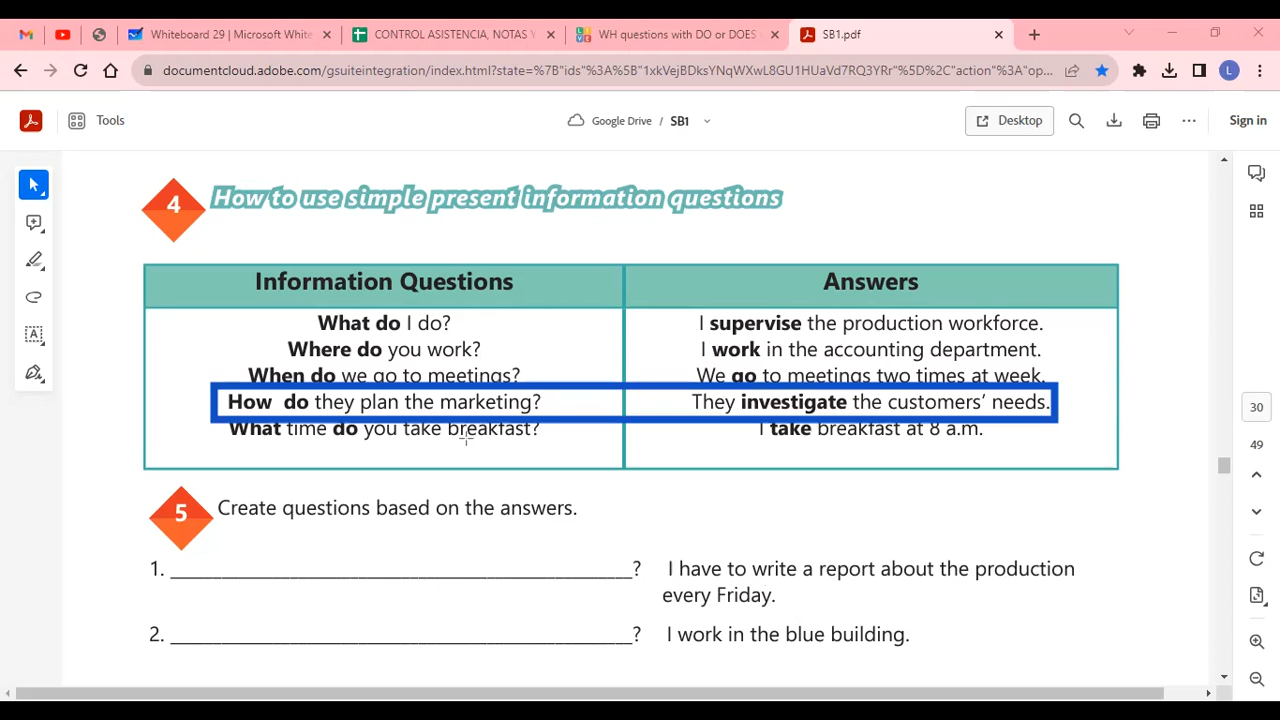 Whiteboard 29 | Microsoft White
CONTROL ASISTENCIA, NOTAS Y
WH questions with DO or DOES
SB1.pdf
documentcloud.adobe.com/gsuiteintegration/index.html?state=%7B"ids"%3A%5B"1xkVejBDksYNqWXwL8GU1HUaVd7RQ3YRr"%5D%2C"action"%3A"op...
L
Tools
Google Drive / SB1
Desktop
Sign in
4 How to use simple present information questions
Information Questions Answers
What do I do? I supervise the production workforce.
Where do you work? I work in the accounting department.
When do we go to meetings? We go to meetings two times at week.
How do they plan the marketing? They investigate the customers' needs.
What time do you take breakfast? I take breakfast at 8 a.m.
30
49
5 Create questions based on the answers.
1. ________________________________________? I have to write a report about the production
every Friday.
2. ________________________________________? I work in the blue building.